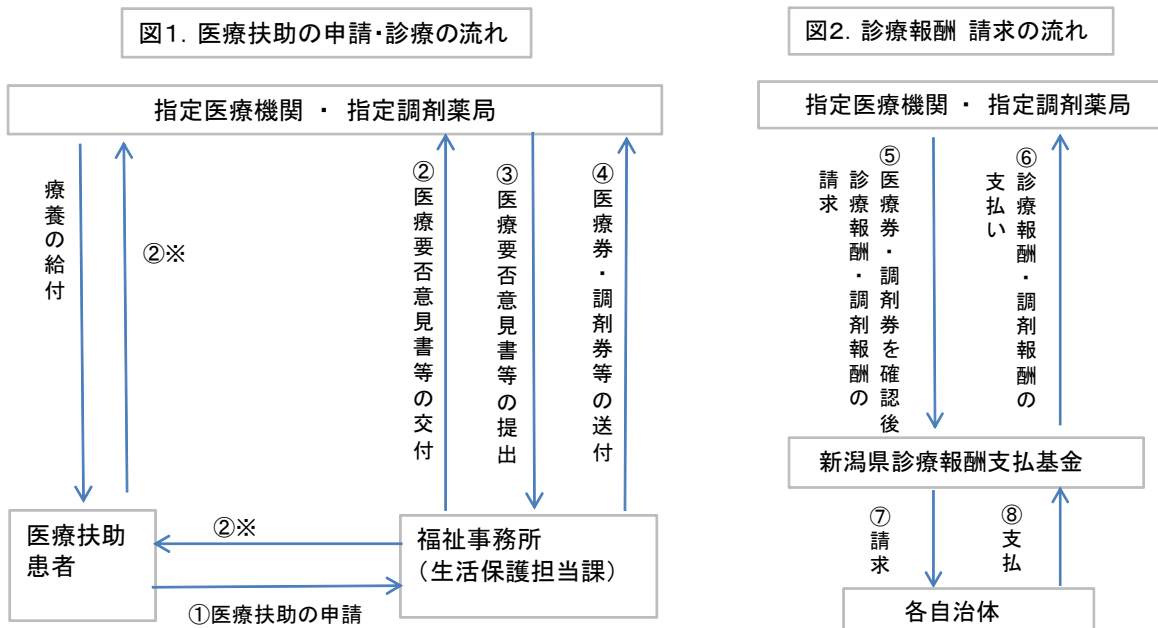 図1．医療扶助の申請・診療の流れ
指定医療機関 ・ 指定調剤薬局
療養の給付
②※
②医療要否意見書等の交付
③医療要否意見書等の提出
④医療券・調剤券等の送付
医療扶助
患者
②※
①医療扶助の申請
福祉事務所
（生活保護担当課）
図2．診療報酬 請求の流れ
指定医療機関 ・ 指定調剤薬局
⑤医療券・調剤券を確認後
診療報酬・調剤報酬の
請求
⑥診療報酬・調剤報酬の
支払い
新潟県診療報酬支払基金
⑦請求
⑧支払
各自治体